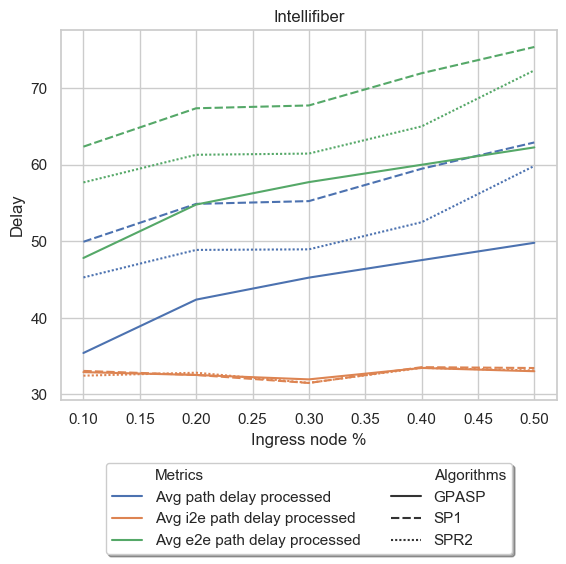 Intellifiber
Delay
70
60
50
40
30
0.10 0.15 0.20 0.25 0.30 0.35 0.40 0.45 0.50
Ingress node %
Metrics Algorithms
Avg path delay processed GPASP
Avg i2e path delay processed SP1
Avg e2e path delay processed SPR2